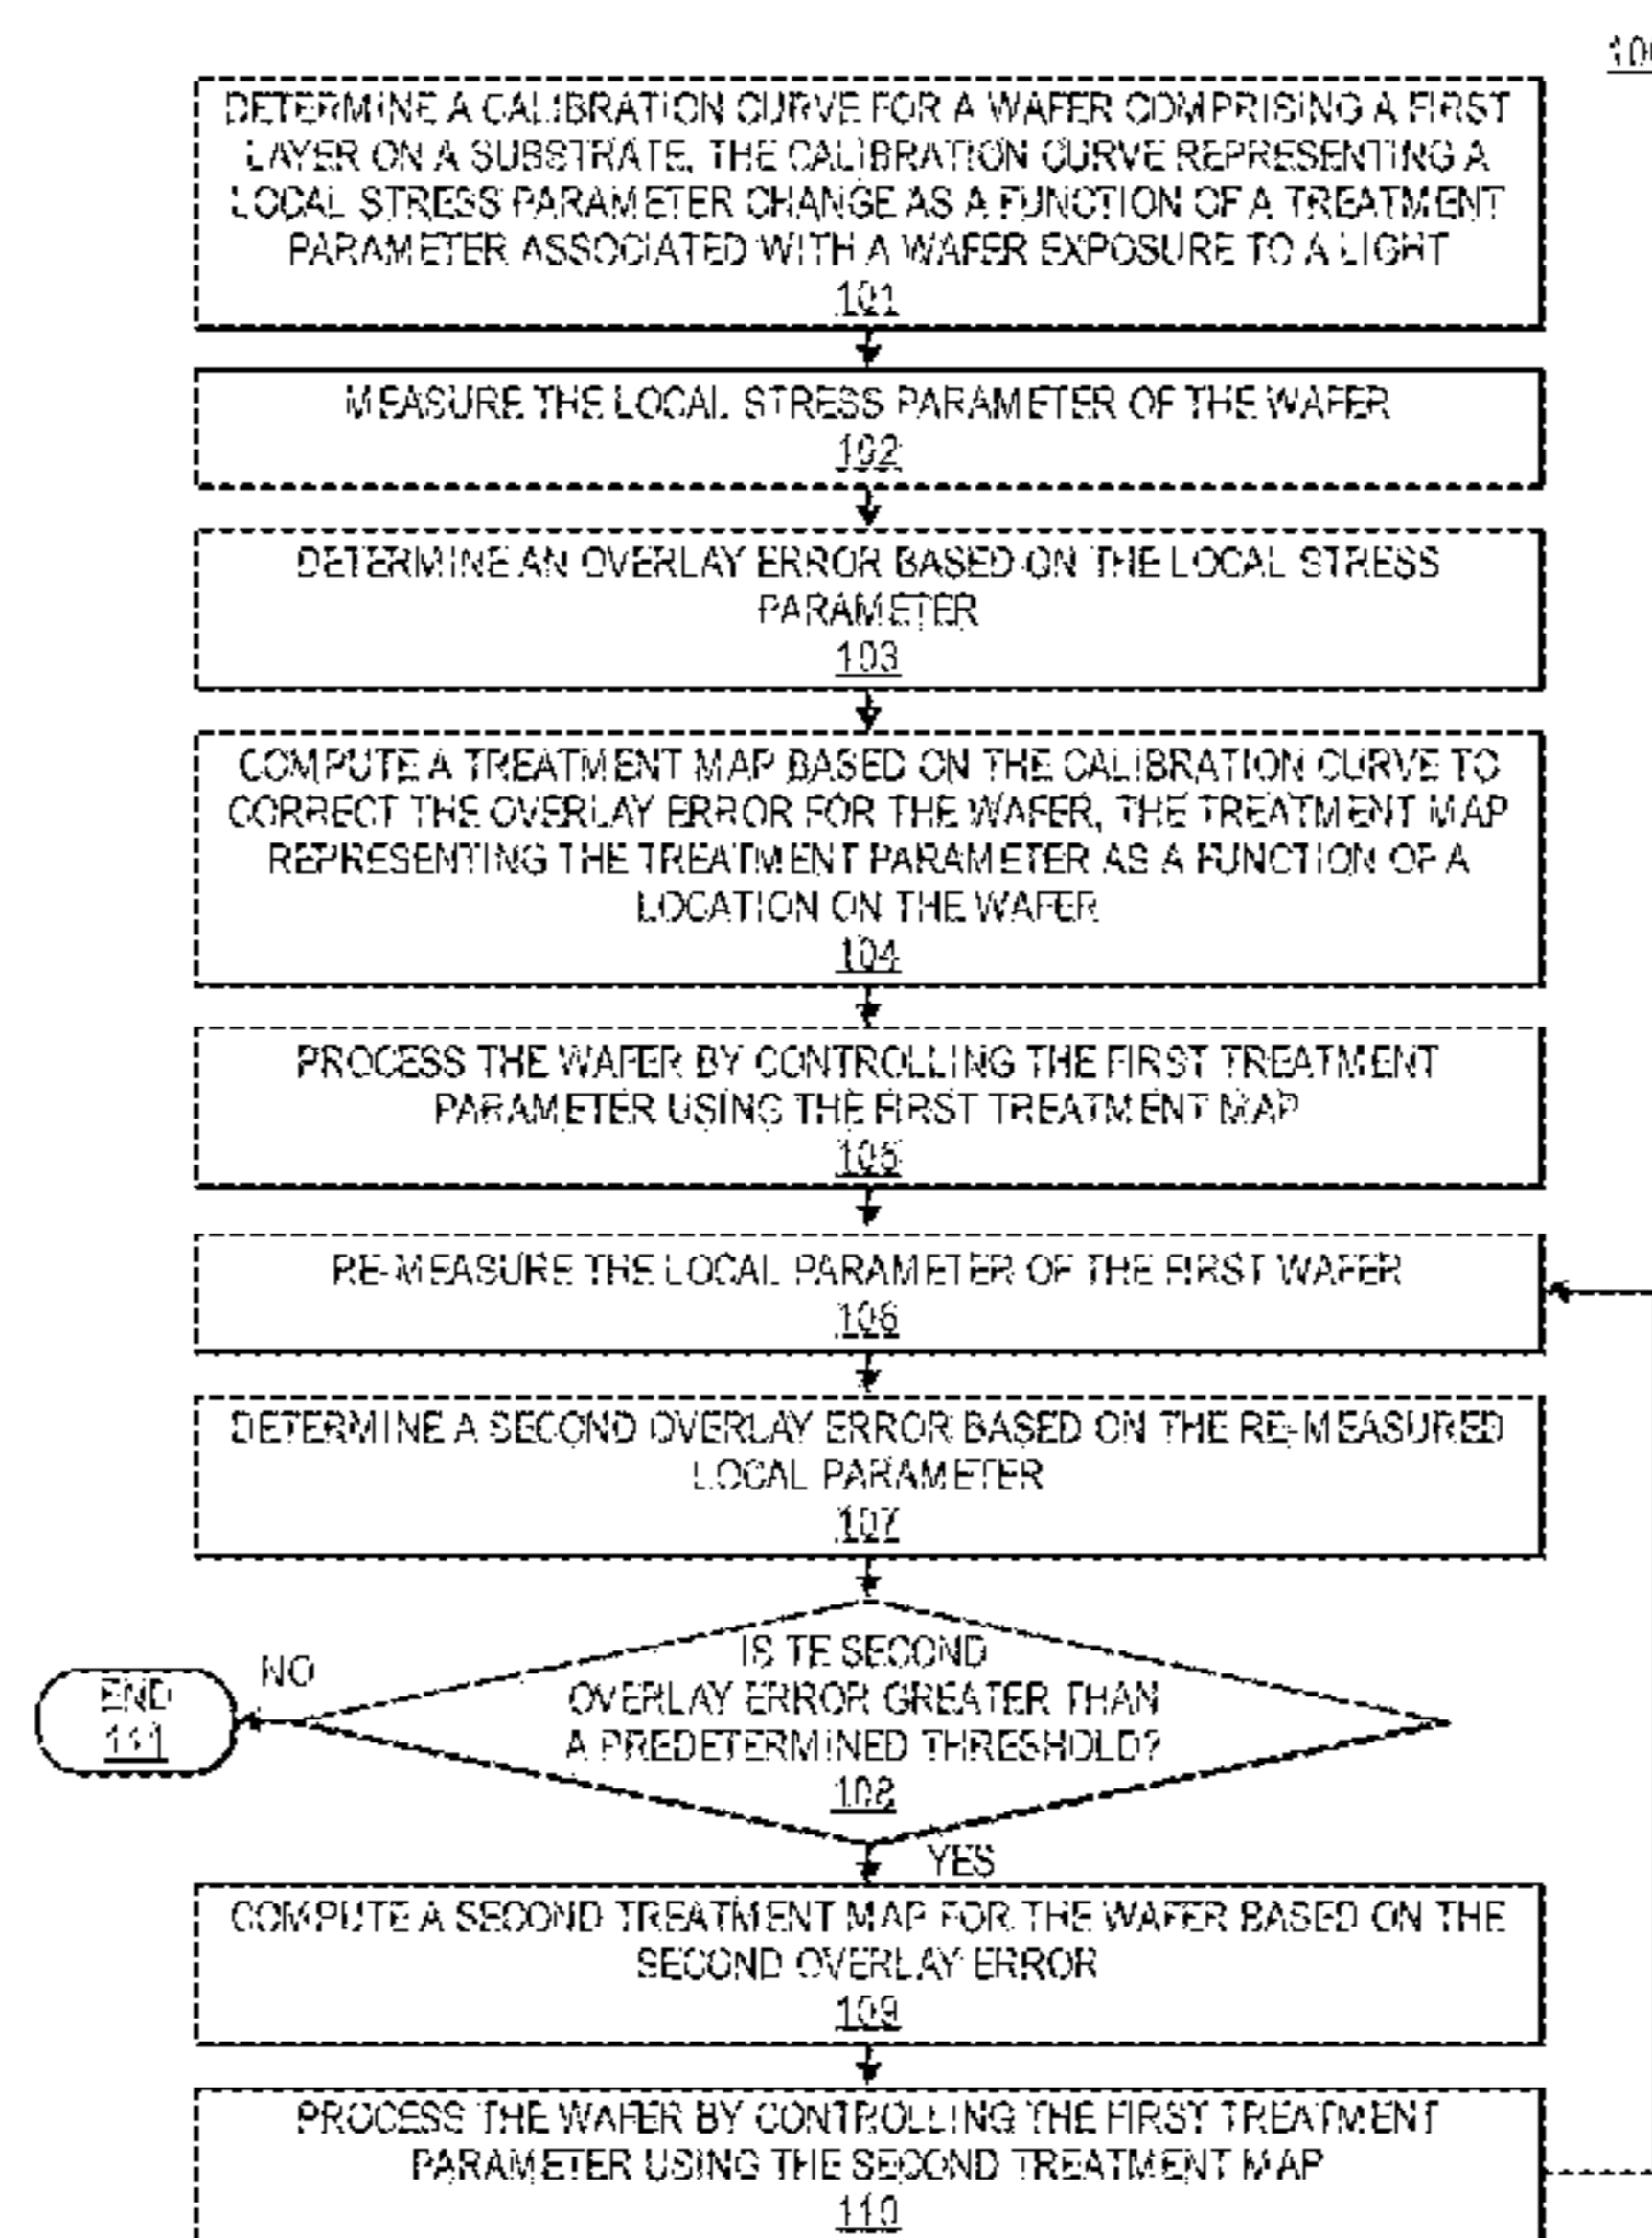 DETERMINE A CALIBRATION CURVE FOR A WAFER COMPRISING A FIRST
LAYER ON A SUBSTRATE, THE CALIBRATION CURVE REPRESENTING A
LOCAL STRESS PARAMETER CHANGE AS A FUNCTION OF A TREATMENT
PARAMETER ASSOCIATED WITH A WAFER EXPOSURE TO A LIGHT
101
MEASURE THE LOCAL STRESS PARAMETER OF THE WAFER
102
DETERMINE AN OVERLAY ERROR BASED ON THE LOCAL STRESS
PARAMETER
103
COMPUTE A TREATMENT MAP BASED ON THE CALIBRATION CURVE TO
CORRECT THE OVERLAY ERROR FOR THE WAFER, THE TREATMENT MAP
REPRESENTING THE TREATMENT PARAMETER AS A FUNCTION OF A
LOCATION ON THE WAFER
104
PROCESS THE WAFER BY CONTROLLING THE FIRST TREATMENT
PARAMETER USING THE FIRST TREATMENT MAP
105
RE-MEASURE THE LOCAL PARAMETER OF THE FIRST WAFER
106
DETERMINE A SECOND OVERLAY ERROR BASED ON THE RE-MEASURED
LOCAL PARAMETER
107
IS TE SECOND
OVERLAY ERROR GREATER THAN
A PREDETERMINED THRESHOLD?
108
NO
END
111
YES
COMPUTE A SECOND TREATMENT MAP FOR THE WAFER BASED ON THE
SECOND OVERLAY ERROR
109
PROCESS THE WAFER BY CONTROLLING THE FIRST TREATMENT
PARAMETER USING THE SECOND TREATMENT MAP
110